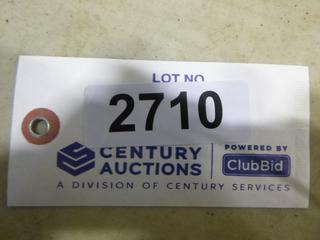 LOT NO
2710
CENTURY
AUCTIONS
POWERED BY
ClubBid
A DIVISION OF CENTURY SERVICES